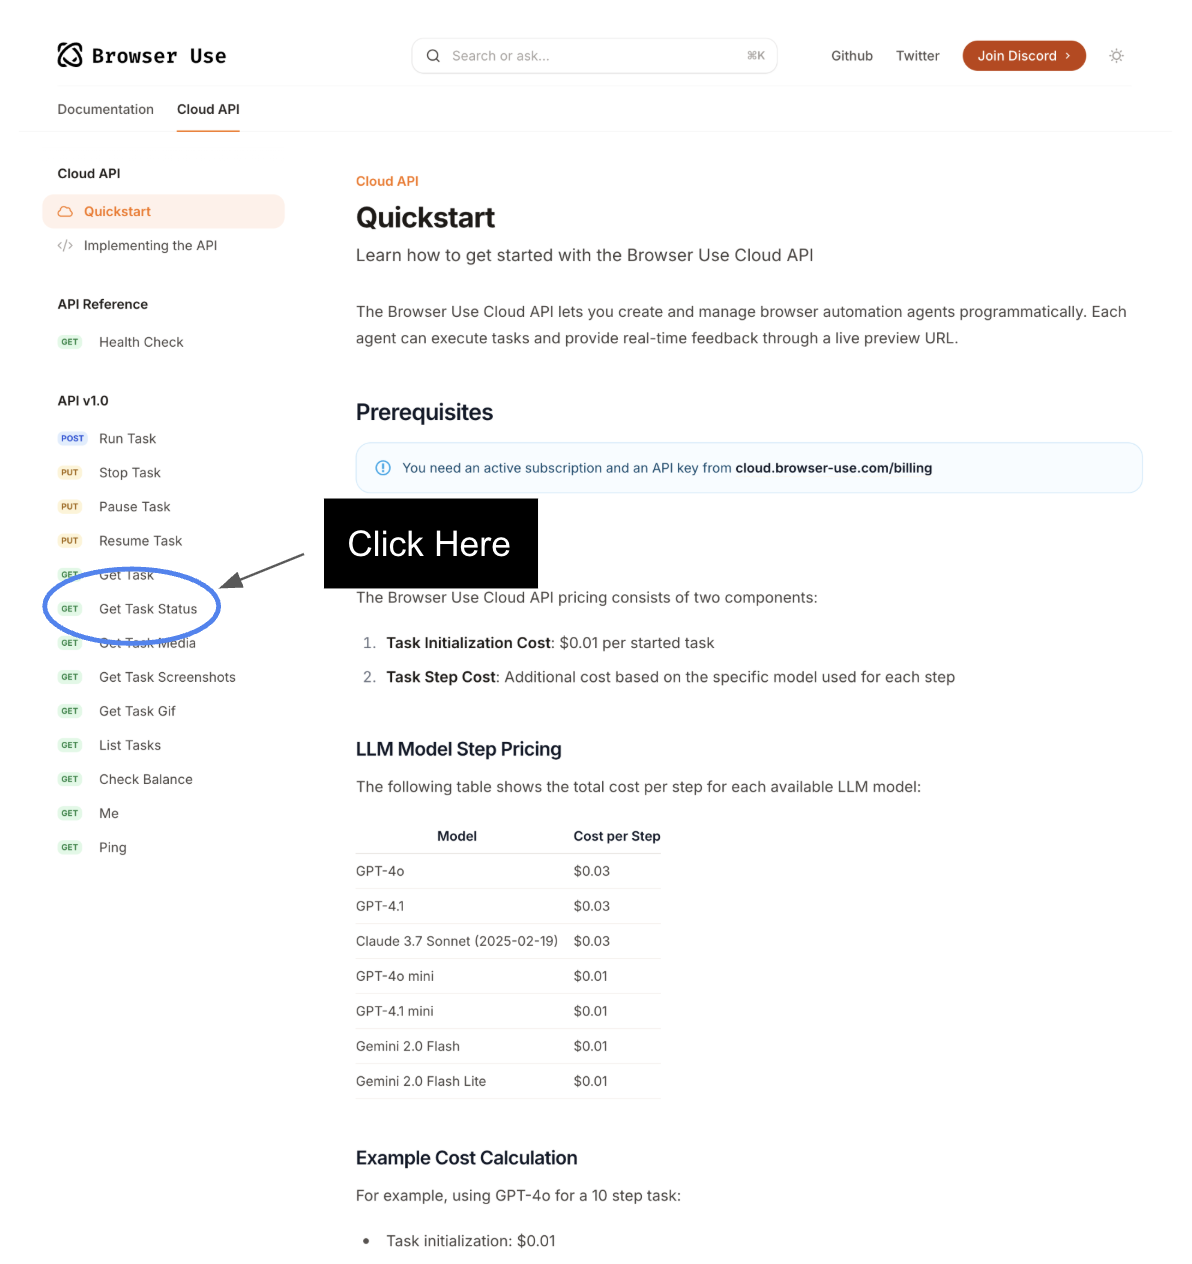 Browser Use
Search or ask...
⌘K
Github
Twitter
Join Discord
Documentation
Cloud API
Cloud API
Quickstart
Implementing the API
API Reference
GET Health Check
API v1.0
POST Run Task
PUT Stop Task
PUT Pause Task
PUT Resume Task
GET Get Task
GET Get Task Status
GET Get Task Media
GET Get Task Screenshots
GET Get Task Gif
GET List Tasks
GET Check Balance
GET Me
GET Ping
Cloud API
Quickstart
Learn how to get started with the Browser Use Cloud API
The Browser Use Cloud API lets you create and manage browser automation agents programmatically. Each
agent can execute tasks and provide real-time feedback through a live preview URL.
Prerequisites
You need an active subscription and an API key from cloud.browser-use.com/billing
Click Here
The Browser Use Cloud API pricing consists of two components:
1. Task Initialization Cost: $0.01 per started task
2. Task Step Cost: Additional cost based on the specific model used for each step
LLM Model Step Pricing
The following table shows the total cost per step for each available LLM model:
Model Cost per Step
GPT-4o $0.03
GPT-4.1 $0.03
Claude 3.7 Sonnet (2025-02-19) $0.03
GPT-4o mini $0.01
GPT-4.1 mini $0.01
Gemini 2.0 Flash $0.01
Gemini 2.0 Flash Lite $0.01
Example Cost Calculation
For example, using GPT-4o for a 10 step task:
• Task initialization: $0.01